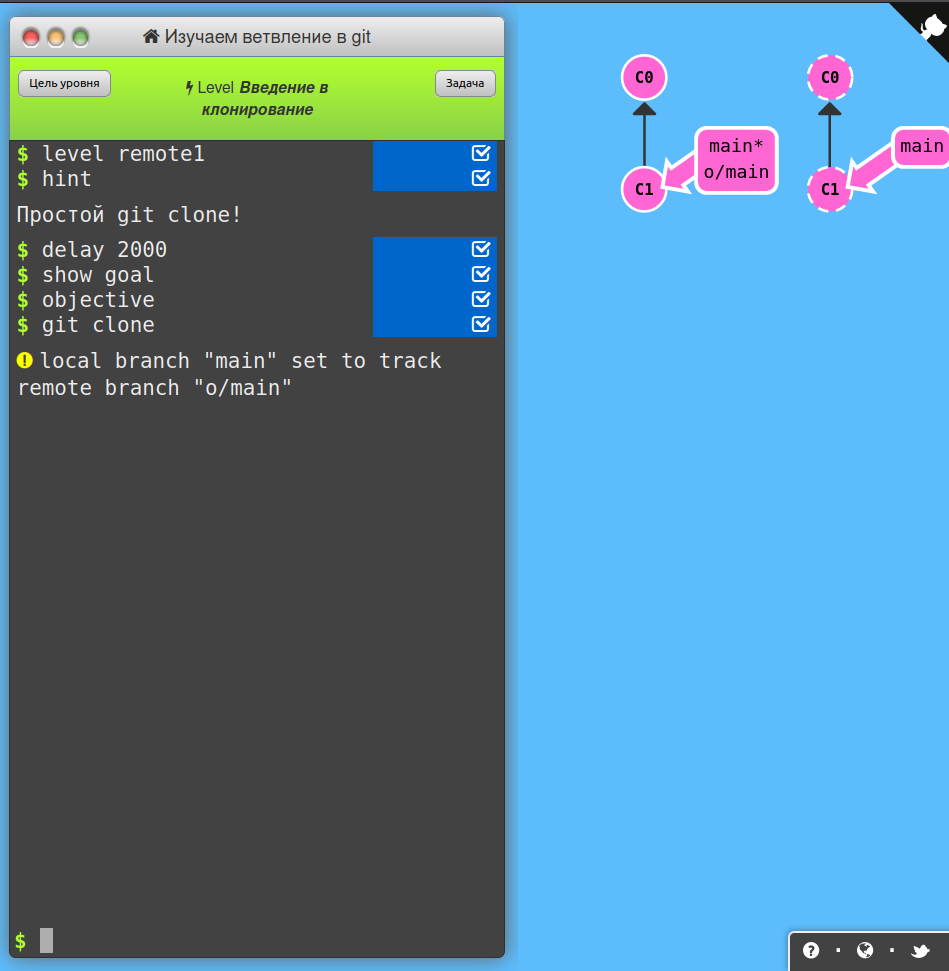 Изучаем ветвление в git
Цель уровня
Level Введение в
клонирование
Задача
$ level remote1
$ hint
Простой git clone!
$ delay 2000
$ show goal
$ objective
$ git clone
local branch "main" set to track
remote branch "o/main"
$
C0
C1
main*
o/main
C0
C1
main